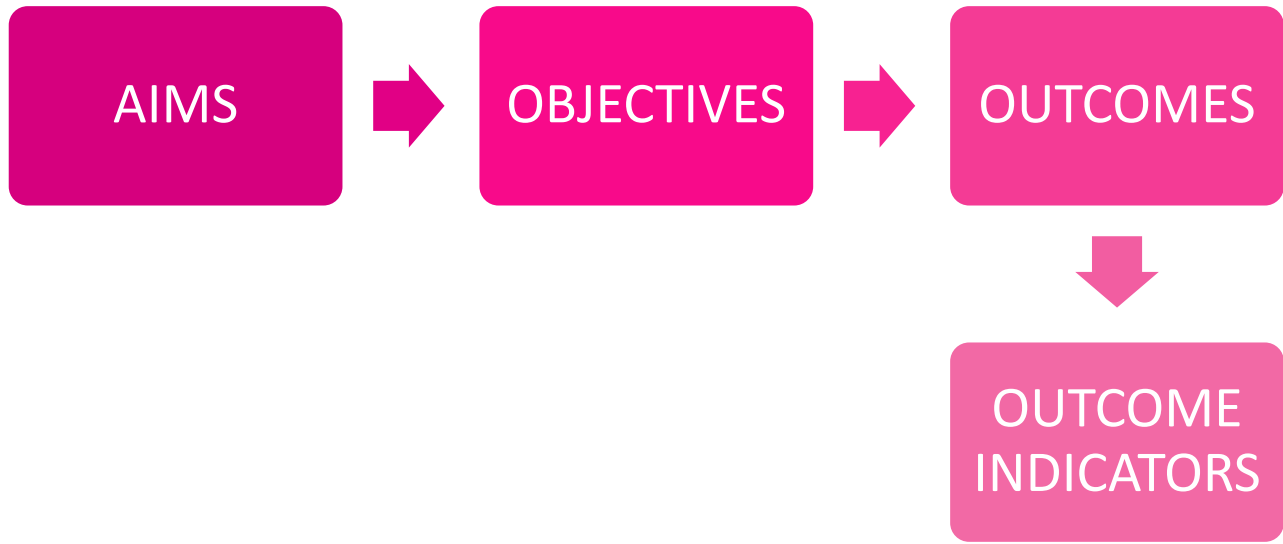 AIMS
OBJECTIVES
OUTCOMES
OUTCOME
INDICATORS